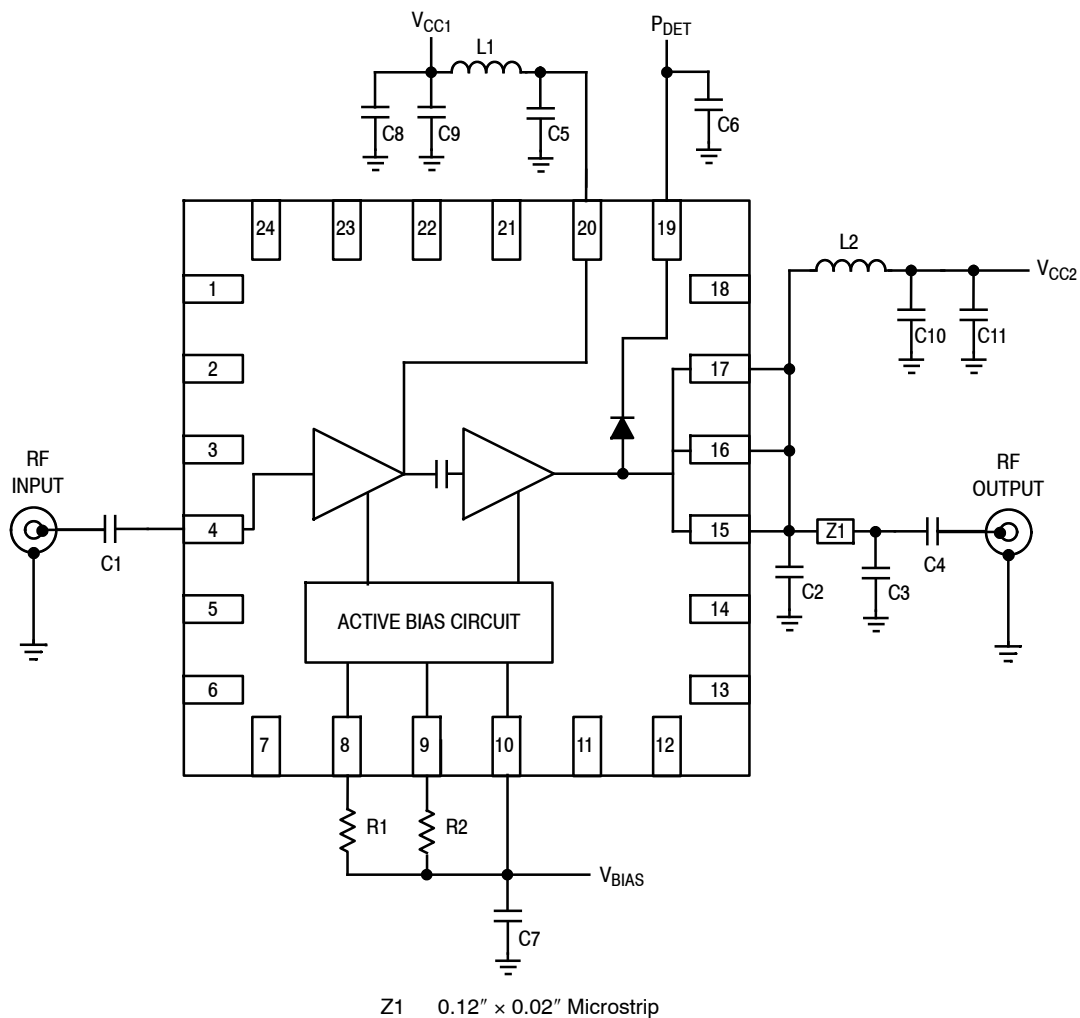 VCC1
L1
PDET
C8
C9
C5
C6
24
23
22
21
20
19
L2
VCC2
C10
C11
1
2
3
4
5
6
18
17
16
15
14
13
RF
INPUT
C1
RF
OUTPUT
Z1
C2
C3
C4
ACTIVE BIAS CIRCUIT
7
8
9
10
11
12
R1
R2
VBIAS
C7
Z1 0.12″ × 0.02″ Microstrip